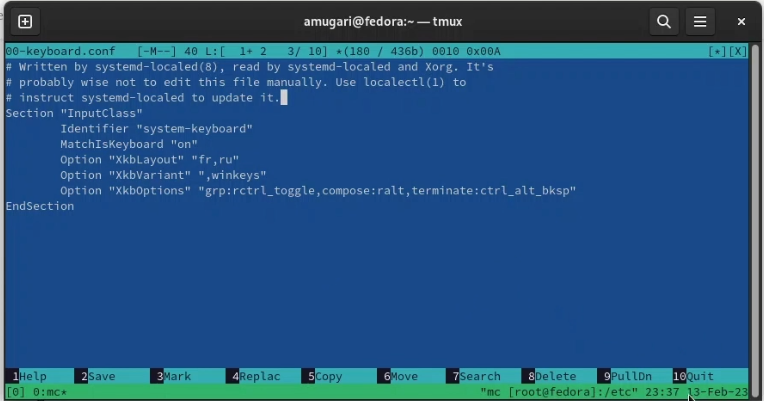 amugari@fedora:~ — tmux
00-keyboard.conf [-M--] 40 L:[ 1+ 2 3/ 10] *(180 / 436b) 0010 0x00A [*][X]
# Written by systemd-localed(8), read by systemd-localed and Xorg. It's
# probably wise not to edit this file manually. Use localectl(1) to
# instruct systemd-localed to update it.
Section "InputClass"
Identifier "system-keyboard"
MatchIsKeyboard "on"
Option "XkbLayout" "fr,ru"
Option "XkbVariant" ",winkeys"
Option "XkbOptions" "grp:rctrl_toggle,compose:ralt,terminate:ctrl_alt_bksp"
EndSection
1Help 2Save 3Mark 4Replac 5Copy 6Move 7Search 8Delete 9PullDn 10Quit
[0] 0:mc* "mc [root@fedora]:/etc" 23:37 13-Feb-23